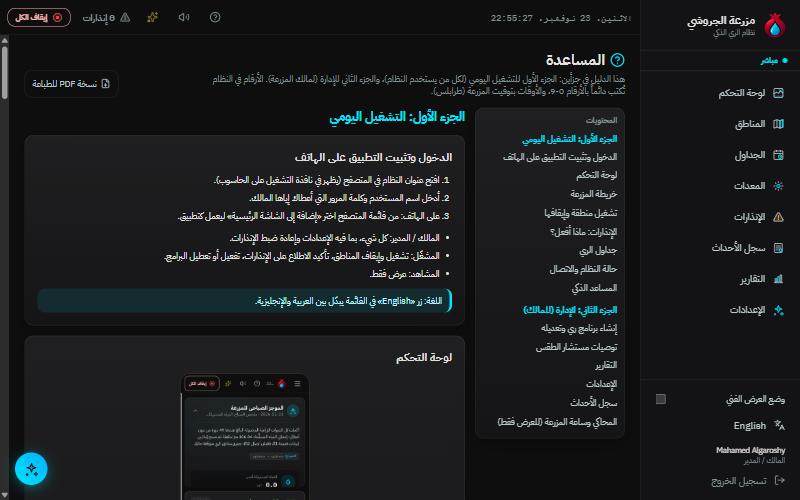 مزرعة الجروشي
نظام الري الذكي
مباشر
لوحة التحكم
المناطق
الجداول
المعدات
الإنذارات
سجل الأحداث
التقارير
الإعدادات
وضع العرض الفني
English
Mahamed Algaroshy
المالك / المدير
تسجيل الخروج
الاثنين، 23 نوفمبر، 22:55:27
0 إنذارات
إيقاف الكل
المساعدة
هذا الدليل في جزأين: الجزء الأول للتشغيل اليومي (لكل من يستخدم النظام)، والجزء الثاني للإدارة (لمالك المزرعة). الأرقام في النظام
تُكتب دائماً بالأرقام 0-9، والأوقات بتوقيت المزرعة (طرابلس).
نسخة PDF للطباعة
المحتويات
الجزء الأول: التشغيل اليومي
الدخول وتثبيت التطبيق على الهاتف
لوحة التحكم
خريطة المزرعة
تشغيل منطقة وإيقافها
الإنذارات: ماذا أفعل؟
جداول الري
حالة النظام والاتصال
المساعد الذكي
الجزء الثاني: الإدارة (للمالك)
إنشاء برنامج ري وتعديله
توصيات مستشار الطقس
التقارير
الإعدادات
سجل الأحداث
المحاكي وساعة المزرعة (للعرض فقط)
الجزء الأول: التشغيل اليومي
الدخول وتثبيت التطبيق على الهاتف
1. افتح عنوان النظام في المتصفح (يظهر في نافذة التشغيل على الحاسوب).
2. أدخل اسم المستخدم وكلمة المرور التي أعطاك إياها المالك.
3. على الهاتف: من قائمة المتصفح اختر «إضافة إلى الشاشة الرئيسية» ليعمل كتطبيق.
• المالك / المدير: كل شيء، بما فيه الإعدادات وإعادة ضبط الإنذارات.
• المشغّل: تشغيل وإيقاف المناطق، تأكيد الاطلاع على الإنذارات، تفعيل أو تعطيل البرامج.
• المشاهد: عرض فقط.
اللغة: زر «English» في القائمة يبدّل بين العربية والإنجليزية.
لوحة التحكم
إيقاف الكل
الموجز الصباحي للمزرعة
0.0